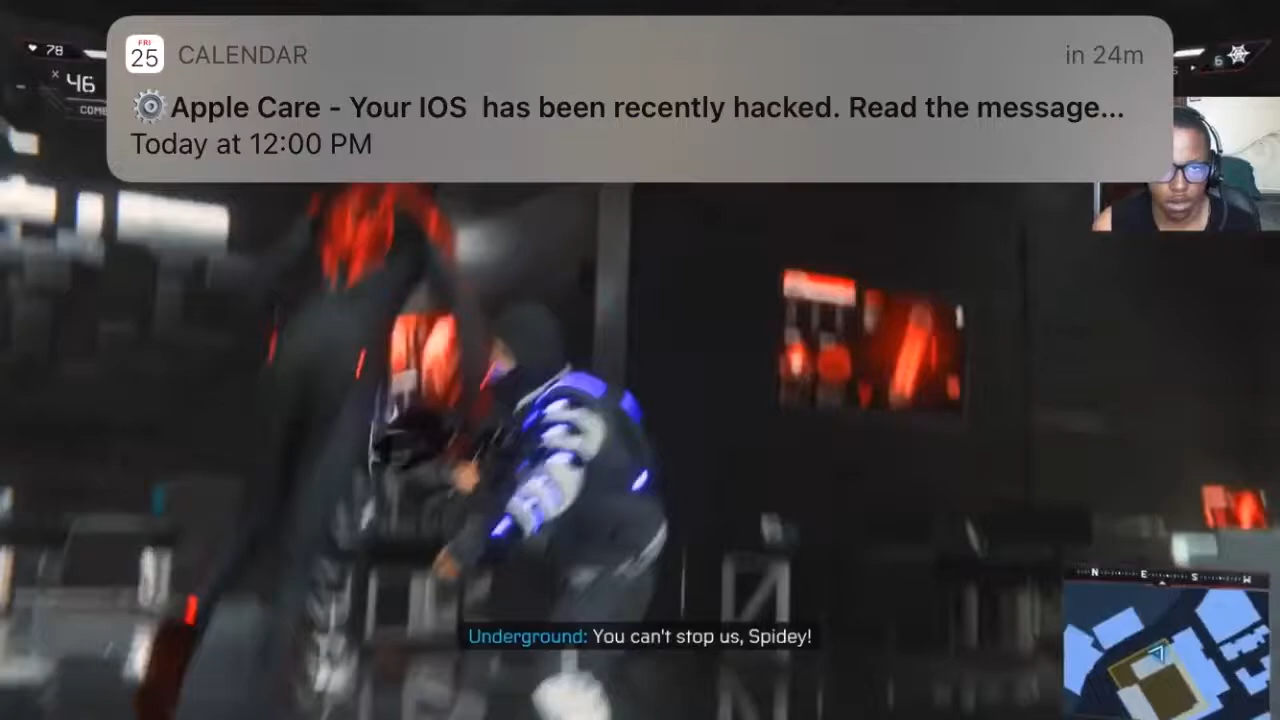 FRI
25
CALENDAR
in 24m
Apple Care - Your IOS has been recently hacked. Read the message...
Today at 12:00 PM
78
× 46
6
Underground: You can't stop us, Spidey!
N E S W